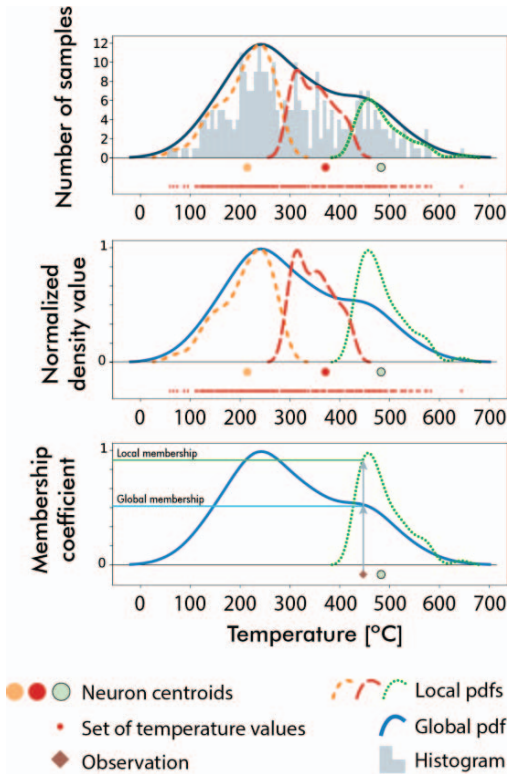 Number of samples
12
10
8
6
4
2
0
0 100 200 300 400 500 600 700
Normalized density value
1
0
0 100 200 300 400 500 600 700
Membership coefficient
1
Local membership
Global membership
0
0 100 200 300 400 500 600 700
Temperature [ºC]
Neuron centroids
Local pdfs
Set of temperature values
Global pdf
Observation
Histogram